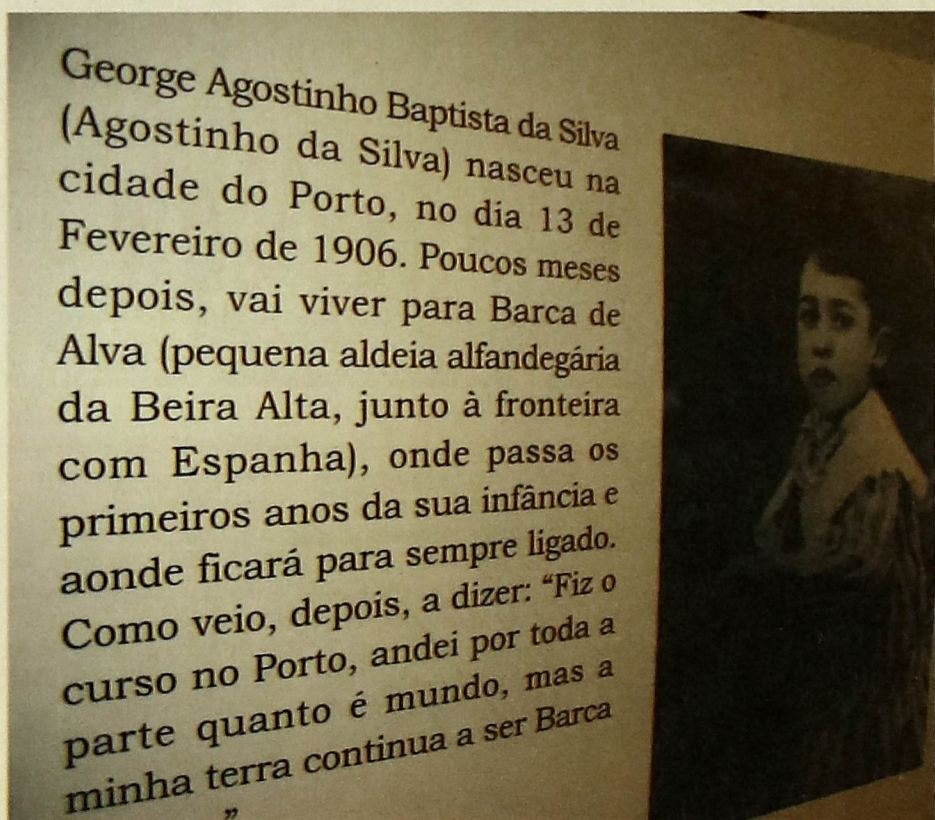 George Agostinho Baptista da Silva
(Agostinho da Silva) nasceu na
cidade do Porto, no dia 13 de
Fevereiro de 1906. Poucos meses
depois, vai viver para Barca de
Alva (pequena aldeia alfandegária
da Beira Alta, junto à fronteira
com Espanha), onde passa os
primeiros anos da sua infância e
aonde ficará para sempre ligado.
Como veio, depois, a dizer: “Fiz o
curso no Porto, andei por toda a
parte quanto é mundo, mas a
minha terra continua a ser Barca
”